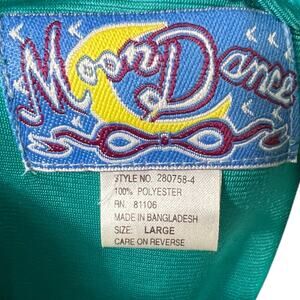 Moon Dance
STYLE NO. 280758-4
100% POLYESTER
RN. 81106
MADE IN BANGLADESH
SIZE: LARGE
CARE ON REVERSE